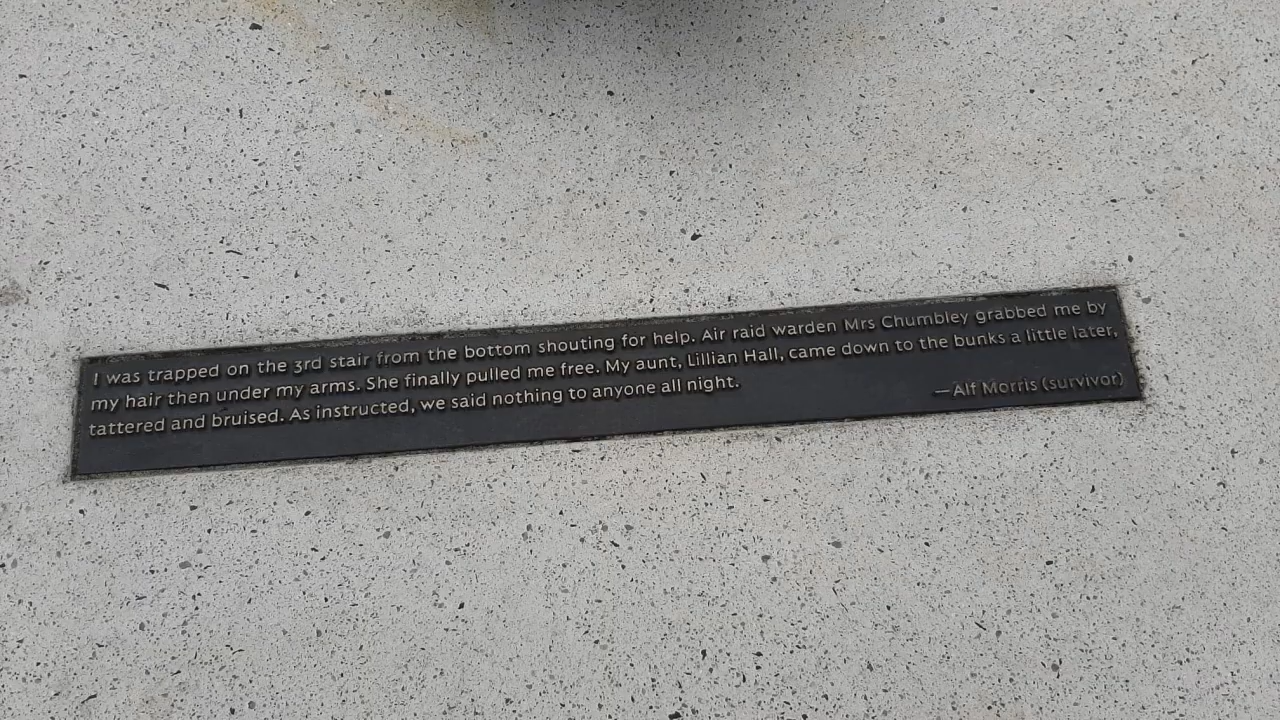 I was trapped on the 3rd stair from the bottom shouting for help. Air raid warden Mrs Chumbley grabbed me by
my hair then under my arms. She finally pulled me free. My aunt, Lillian Hall, came down to the bunks a little later,
tattered and bruised. As instructed, we said nothing to anyone all night.
—Alf Morris (survivor)